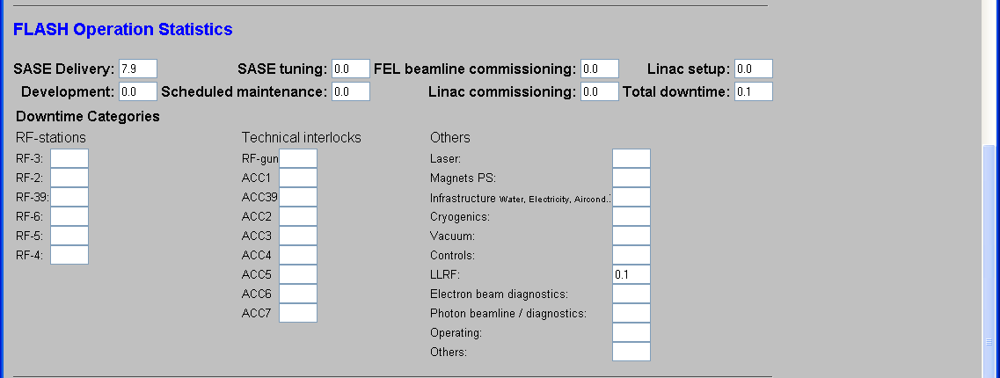 FLASH Operation Statistics
SASE Delivery: 7.9 SASE tuning: 0.0 FEL beamline commissioning: 0.0 Linac setup: 0.0
Development: 0.0 Scheduled maintenance: 0.0 Linac commissioning: 0.0 Total downtime: 0.1
Downtime Categories
RF-stations Technical interlocks Others
RF-3: RF-gun Laser:
RF-2: ACC1 Magnets PS:
RF-39: ACC39 Infrastructure Water, Electricity, Aircond.:
RF-6: ACC2 Cryogenics:
RF-5: ACC3 Vacuum:
RF-4: ACC4 Controls:
ACC5 LLRF: 0.1
ACC6 Electron beam diagnostics:
ACC7 Photon beamline / diagnostics:
Operating:
Others: